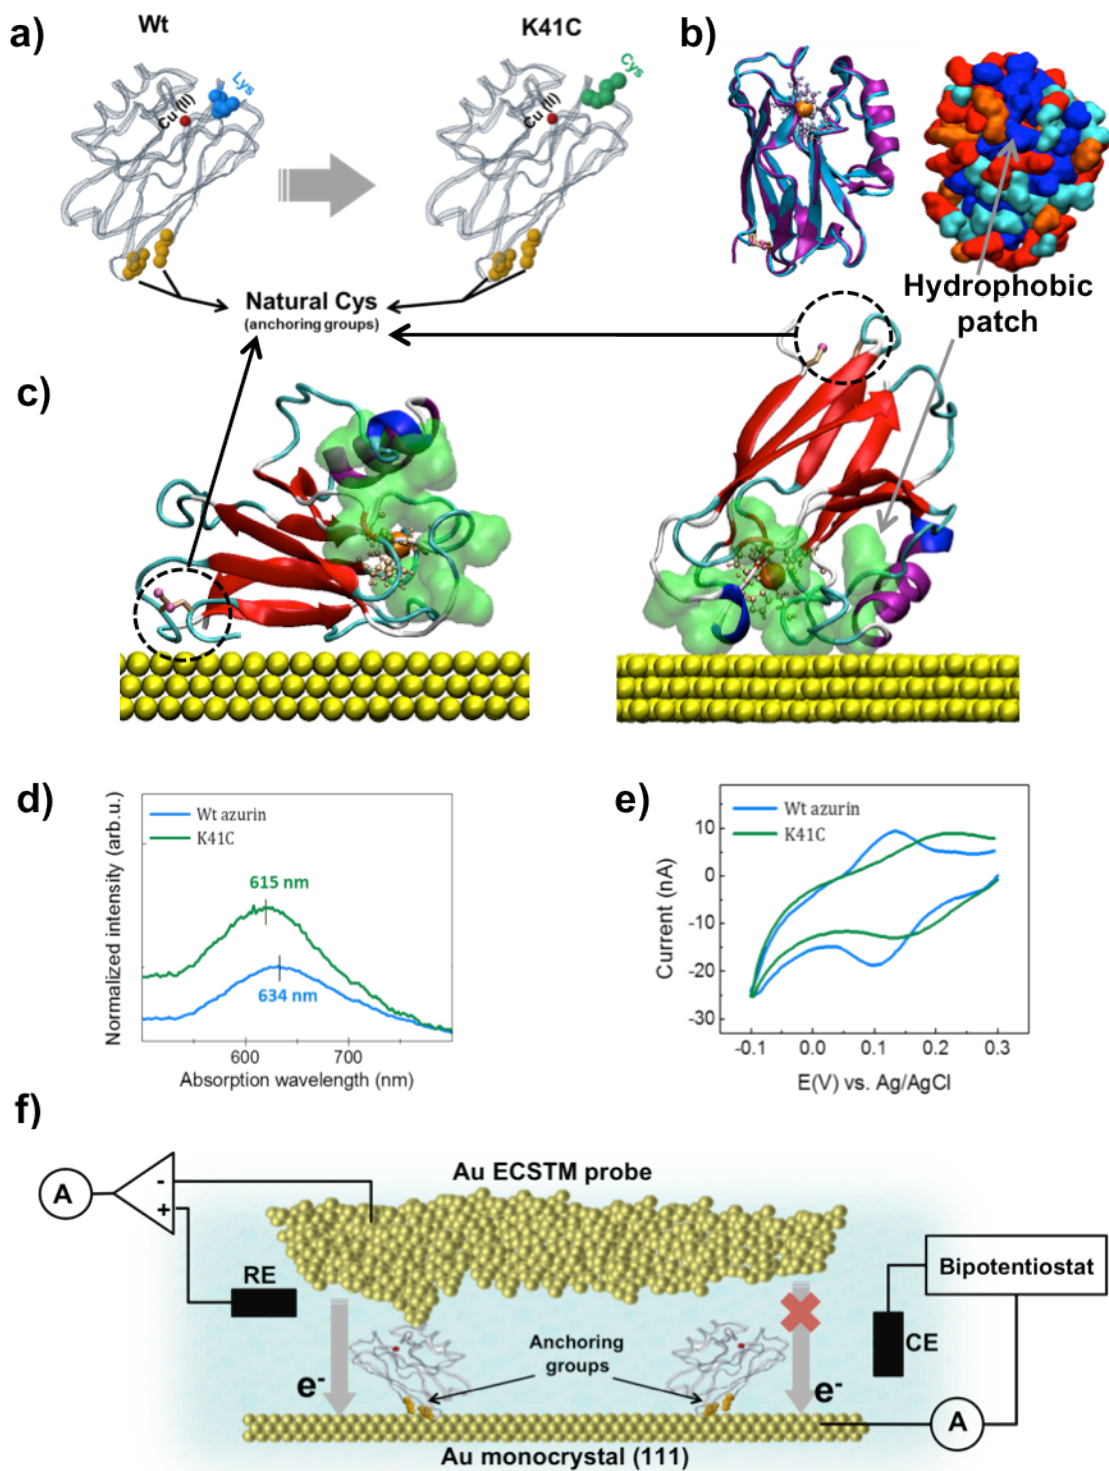 a)
Wt
K41C
b)
Lys
Cu (II)
Cys
Cu (II)
Natural Cys
(anchoring groups)
Hydrophobic
patch
c)
d)
Normalized intensity (arb.u.)
Wt azurin
K41C
615 nm
634 nm
600
700
Absorption wavelength (nm)
e)
Current (nA)
Wt azurin
K41C
10
0
-10
-20
-30
-0.1
0.0
0.1
0.2
0.3
E(V) vs. Ag/AgCl
f)
A
-
+
Au ECSTM probe
RE
Bipotentiostat
CE
Anchoring
groups
e-
e-
A
Au monocrystal (111)